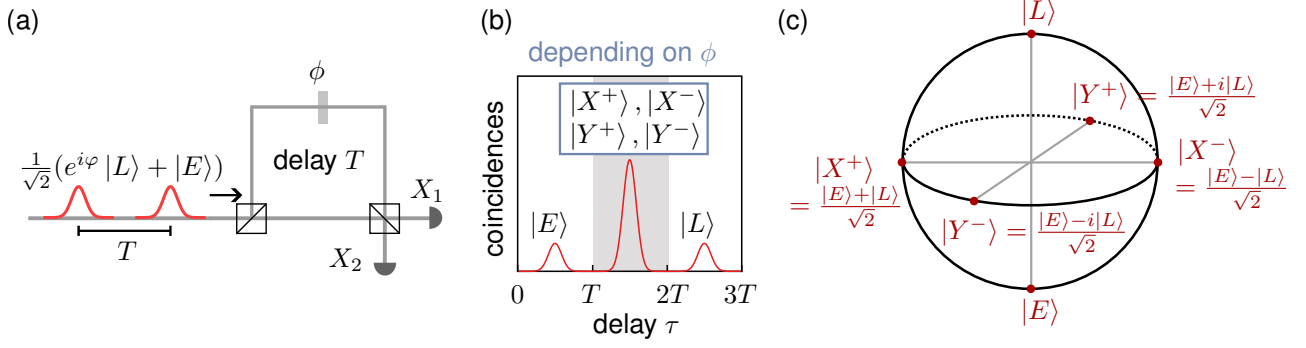 (a)
ϕ
delay T
1/√2 (e^{iφ} |L⟩ + |E⟩)
T
X₁
X₂
(b)
depending on ϕ
coincidences
|X⁺⟩ , |X⁻⟩
|Y⁺⟩ , |Y⁻⟩
|E⟩
|L⟩
0 T 2T 3T
delay τ
(c)
|L⟩
|Y⁺⟩ = |E⟩+i|L⟩/√2
|X⁺⟩
= |E⟩+|L⟩/√2
|X⁻⟩
= |E⟩−|L⟩/√2
|Y⁻⟩ = |E⟩−i|L⟩/√2
|E⟩